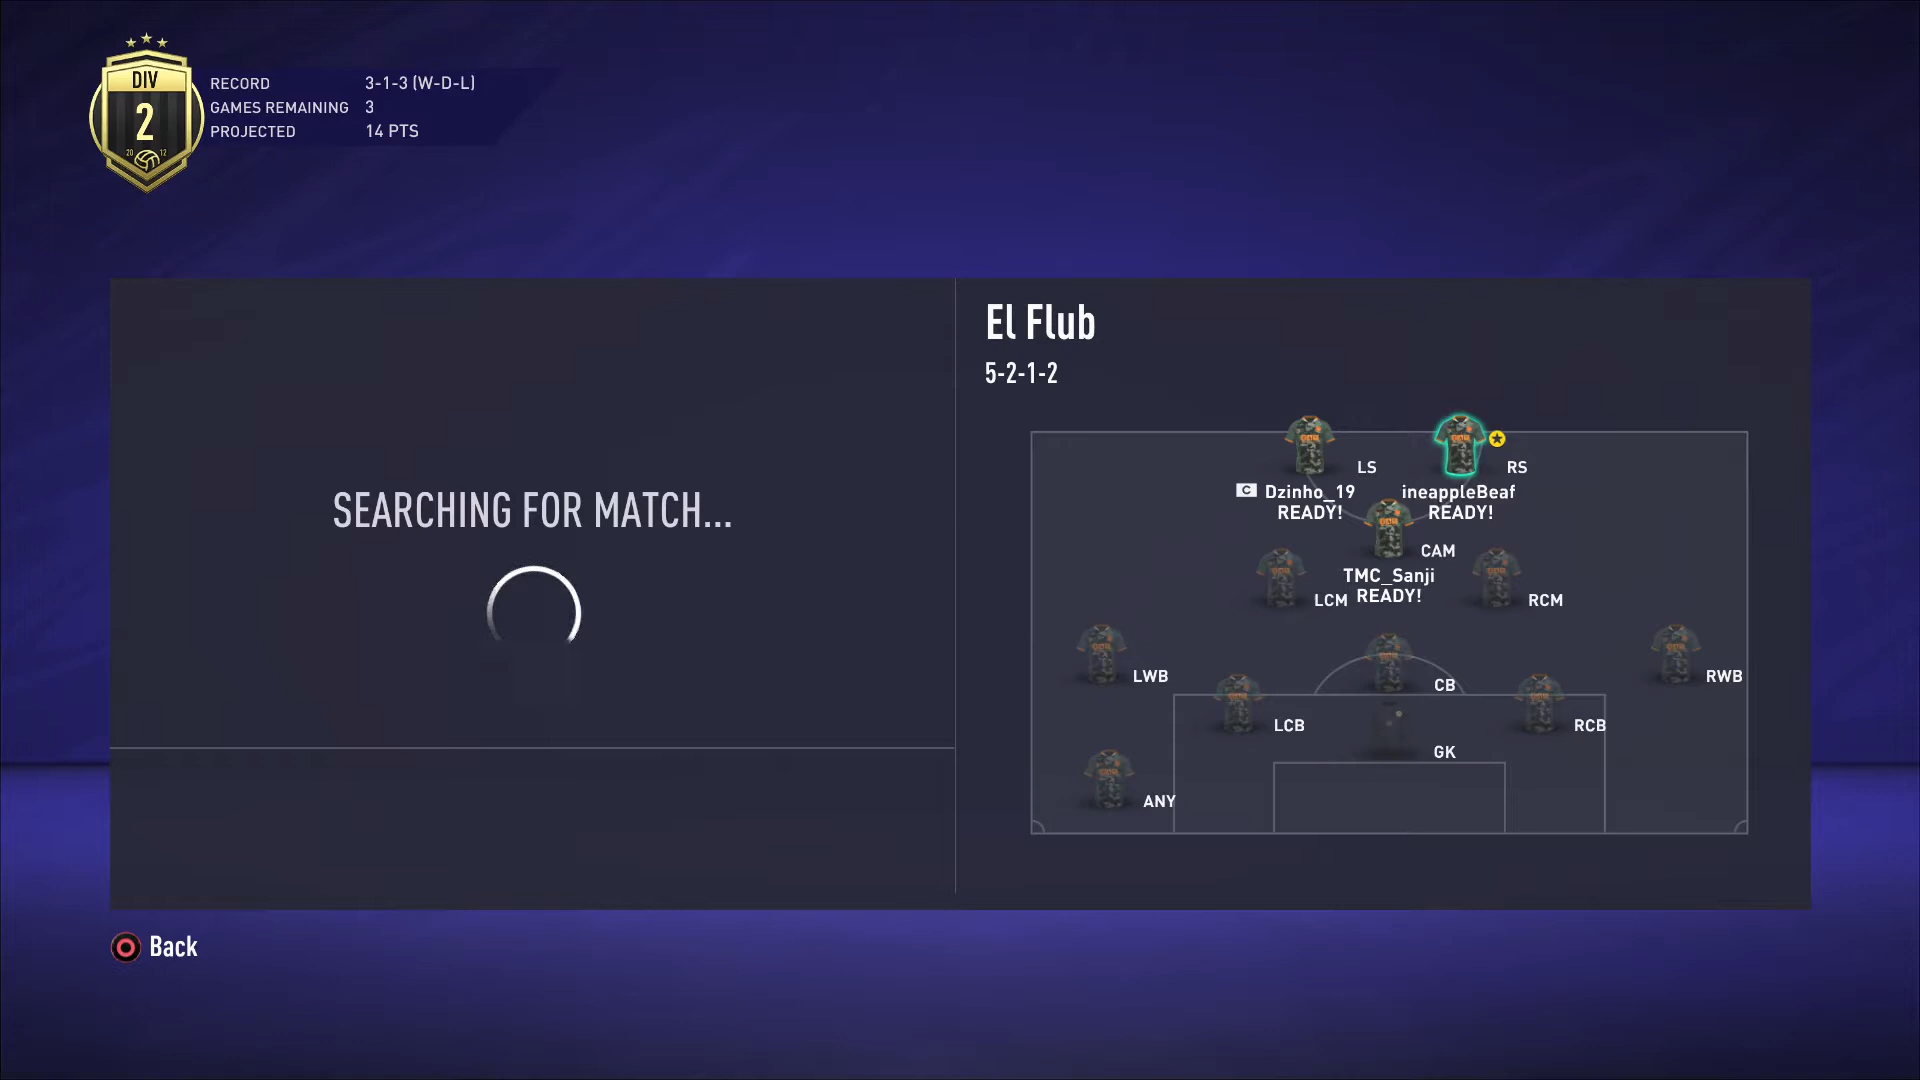 DIV
2
20 12
RECORD 3-1-3 (W-D-L)
GAMES REMAINING 3
PROJECTED 14 PTS
SEARCHING FOR MATCH...
El Flub
5-2-1-2
LS
RS
C Dzinho_19
READY!
ineappleBeaf
READY!
CAM
TMC_Sanji
READY!
LCM
RCM
LWB
RWB
CB
LCB
RCB
GK
ANY
Back